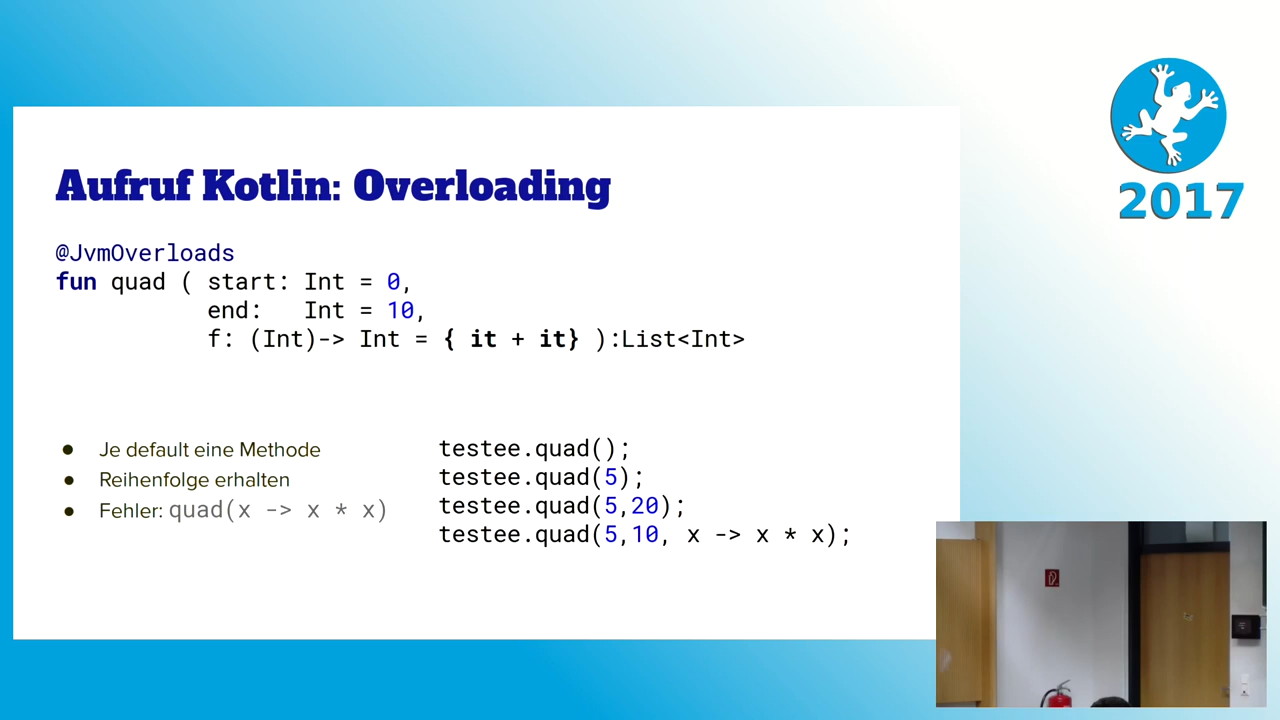 2017
Aufruf Kotlin: Overloading
@JvmOverloads
fun quad ( start: Int = 0,
end: Int = 10,
f: (Int)-> Int = { it + it} ):List<Int>
● Je default eine Methode
● Reihenfolge erhalten
● Fehler: quad(x -> x * x)
testee.quad();
testee.quad(5);
testee.quad(5,20);
testee.quad(5,10, x -> x * x);